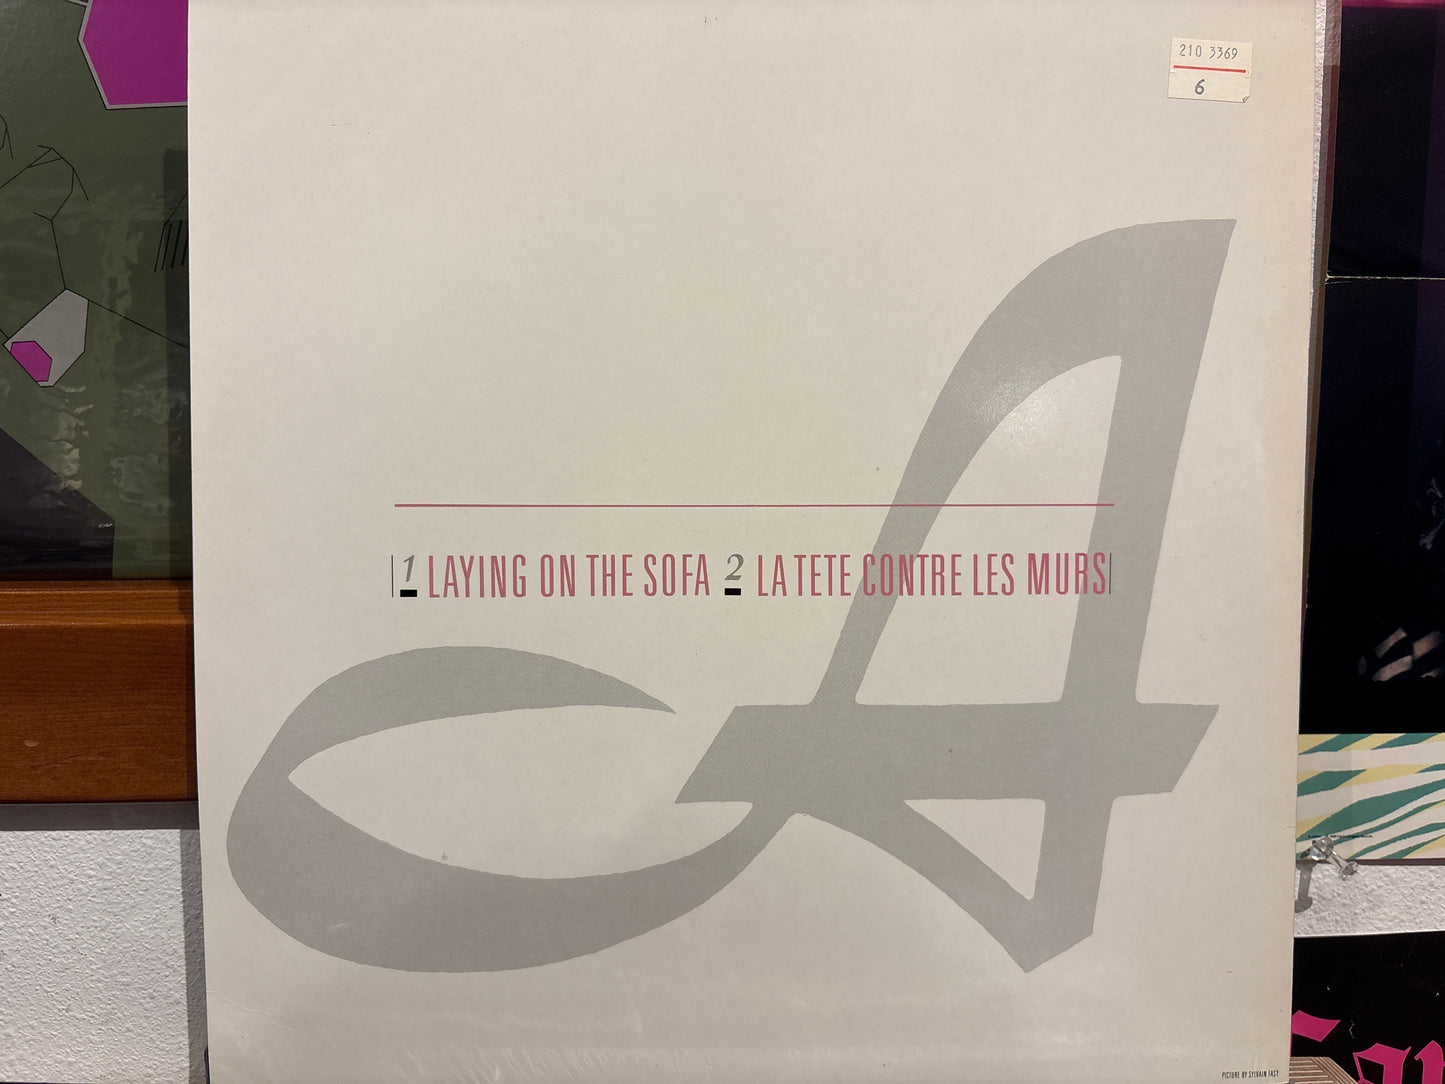 210 3369
6
1 LAYING ON THE SOFA 2 LA TETE CONTRE LES MURS
A
PICTURE BY SYLVAIN FAST